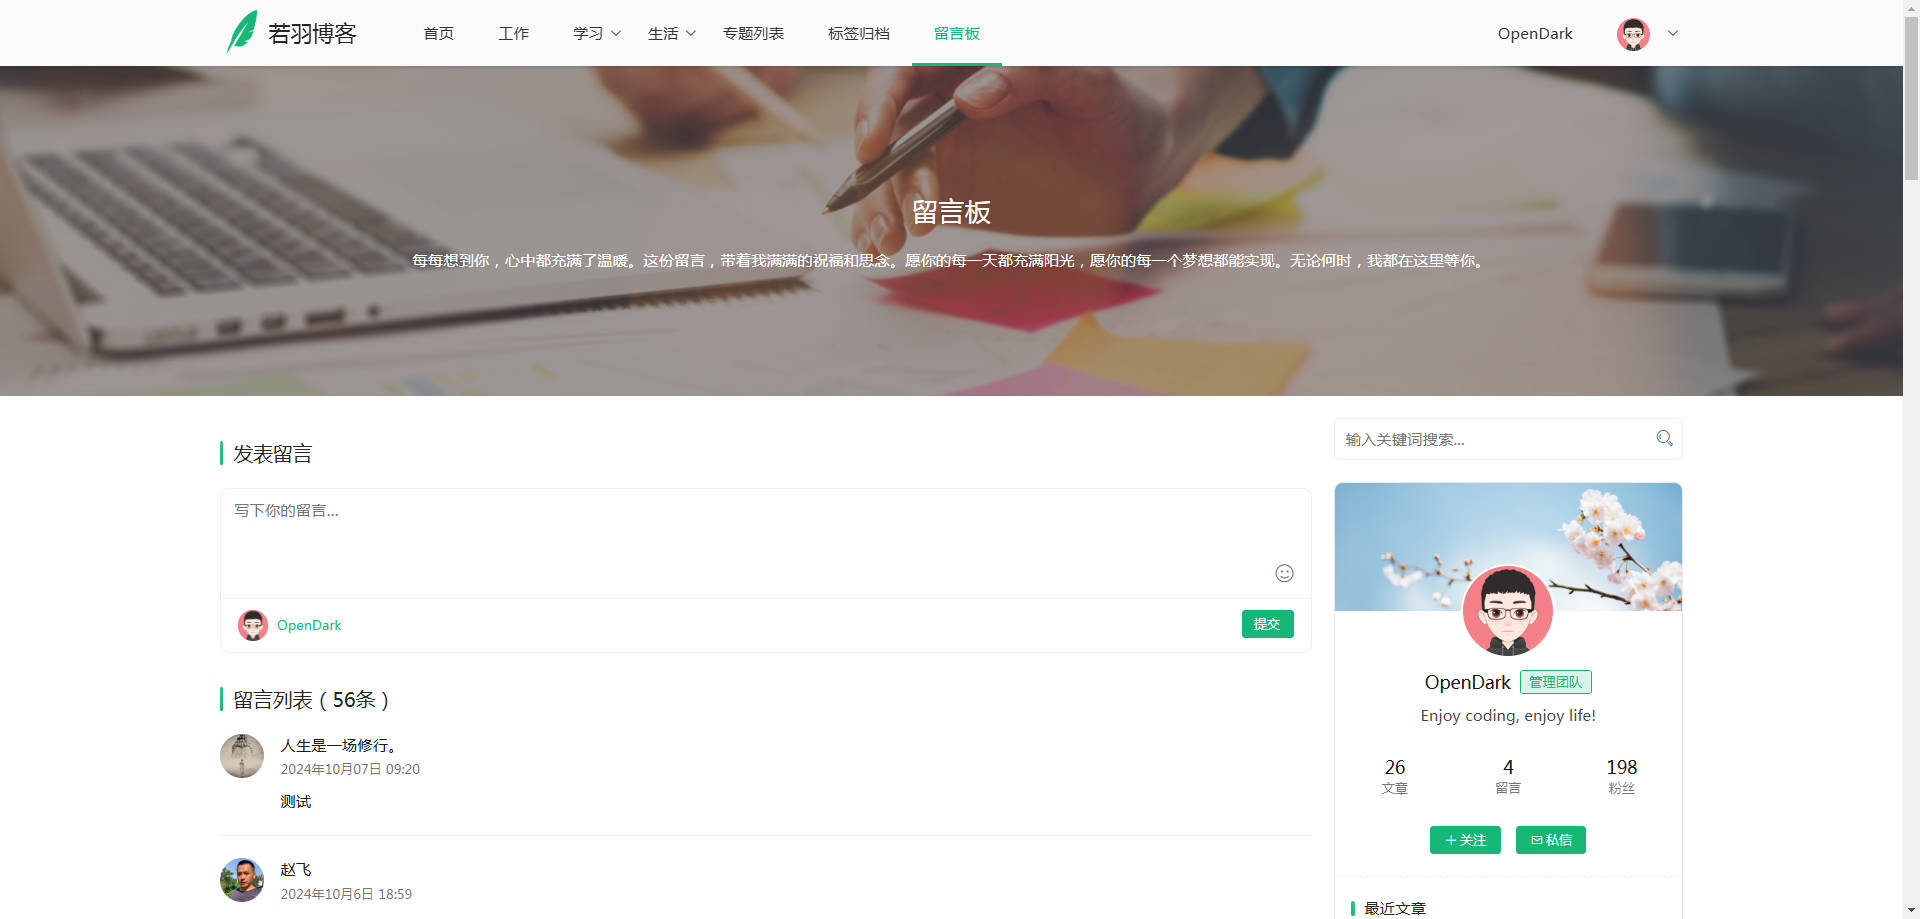 若羽博客
首页 工作 学习 生活 专题列表 标签归档 留言板
OpenDark
留言板
每每想到你，心中都充满了温暖。这份留言，带着我满满的祝福和思念。愿你的每一天都充满阳光，愿你的每一个梦想都能实现。无论何时，我都在这里等你。
发表留言
写下你的留言...
OpenDark
提交
留言列表（56条）
人生是一场修行。
2024年10月07日 09:20
测试
赵飞
2024年10月6日 18:59
输入关键词搜索...
OpenDark 管理团队
Enjoy coding, enjoy life!
26 4 198
文章 留言 粉丝
关注 私信
最近文章